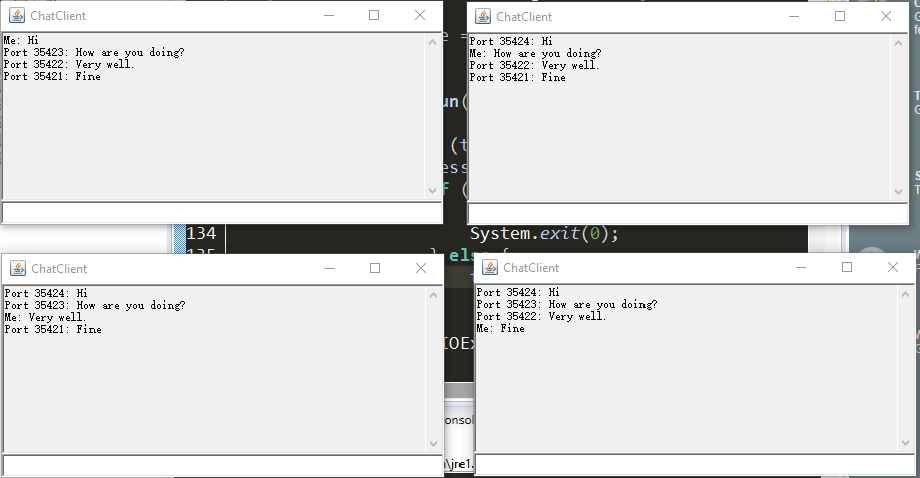 ChatClient
Me: Hi
Port 35423: How are you doing?
Port 35422: Very well.
Port 35421: Fine
ChatClient
Port 35424: Hi
Me: How are you doing?
Port 35422: Very well.
Port 35421: Fine
134 System.exit(0);
ChatClient
Port 35424: Hi
Port 35423: How are you doing?
Me: Very well.
Port 35421: Fine
ChatClient
Port 35424: Hi
Port 35423: How are you doing?
Port 35422: Very well.
Me: Fine